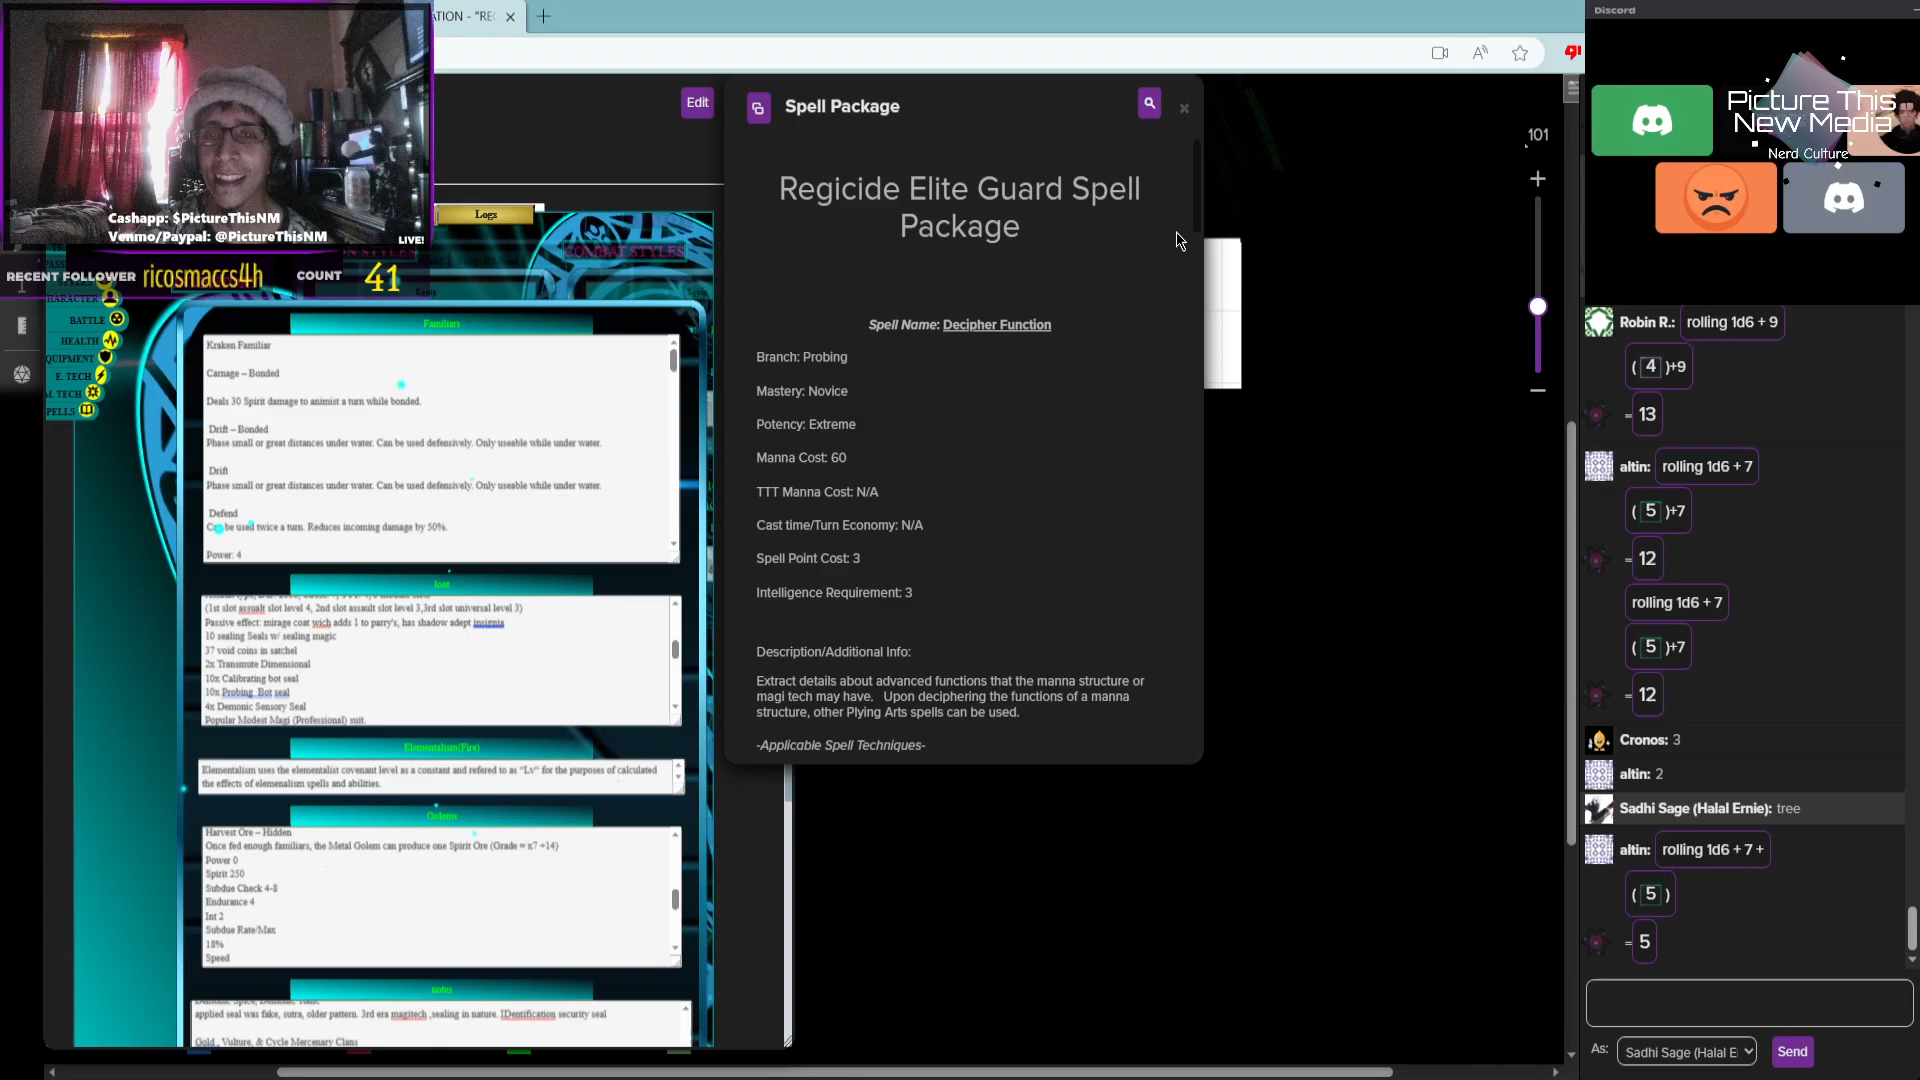 ATION - "REC
Discord
Edit
Spell Package
101
Picture This
New Media
Nerd Culture
Regicide Elite Guard Spell
Package
Cashapp: $PictureThisNM
Venmo/Paypal: @PictureThisNM
LIVE!
Logs
COMBAT STYLES
RECENT FOLLOWER ricosmaccs4h COUNT 41
CHARACTER
BATTLE
HEALTH
EQUIPMENT
E. TECH
M. TECH
SPELLS
Familiars
Kraken Familiar
Carnage – Bonded
Deals 30 Spirit damage to animist a turn while bonded.
Drift – Bonded
Phase small or great distances under water. Can be used defensively. Only useable while under water.
Drift
Phase small or great distances under water. Can be used defensively. Only useable while under water.
Defend
Can be used twice a turn. Reduces incoming damage by 50%.
Power: 4
loot
(1st slot assualt slot level 4, 2nd slot assault slot level 3,3rd slot universal level 3)
Passive effect: mirage coat wich adds 1 to parry's, has shadow adept insignia
10 sealing Seals w/ sealing magic
37 void coins in satchel
2x Transmute Dimensional
10x Calibrating bot seal
10x Probing Bot seal
4x Demonic Sensory Seal
Popular Modest Magi (Professional) suit.
Elementalism(Fire)
Elementalism uses the elementalist covenant level as a constant and refered to as "Lv" for the purposes of calculated
the effects of elemenalism spells and abilities.
Golems
Harvest Ore – Hidden
Once fed enough familiars, the Metal Golem can produce one Spirit Ore (Grade = x7 +14)
Power 0
Spirit 250
Subdue Check 4-8
Endurance 4
Int 2
Subdue Rate/Max
18%
Speed
notes
applied seal was fake, sutra, older pattern. 3rd era magitech ,sealing in nature. IDentification security seal
Gold , Vulture, & Cycle Mercenary Clans
Spell Name: Decipher Function
Branch: Probing
Mastery: Novice
Potency: Extreme
Manna Cost: 60
TTT Manna Cost: N/A
Cast time/Turn Economy: N/A
Spell Point Cost: 3
Intelligence Requirement: 3
Description/Additional Info:
Extract details about advanced functions that the manna structure or
magi tech may have. Upon deciphering the functions of a manna
structure, other Plying Arts spells can be used.
-Applicable Spell Techniques-
Robin R.: rolling 1d6 + 9
( 4 )+9
= 13
altin: rolling 1d6 + 7
( 5 )+7
= 12
rolling 1d6 + 7
( 5 )+7
= 12
Cronos: 3
altin: 2
Sadhi Sage (Halal Ernie): tree
altin: rolling 1d6 + 7 +
( 5 )
= 5
As: Sadhi Sage (Halal E Send